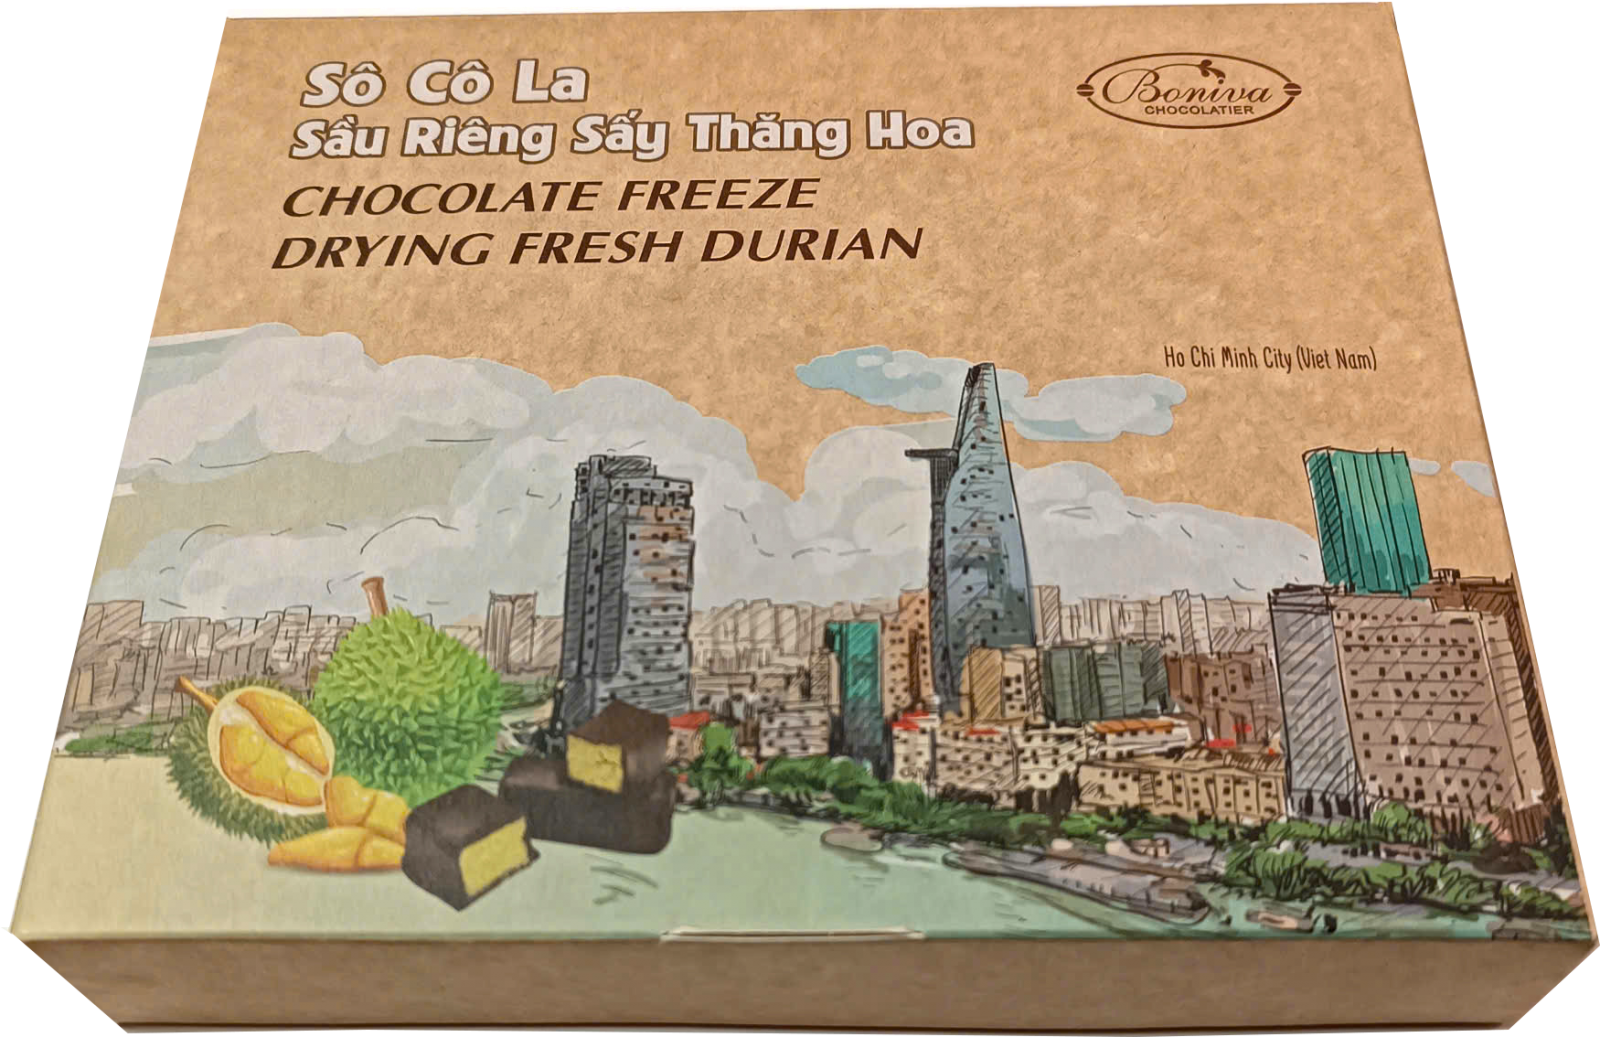 Sô Cô La
Sầu Riêng Sấy Thăng Hoa
CHOCOLATE FREEZE
DRYING FRESH DURIAN
Boniva
CHOCOLATIER
Ho Chi Minh City (Viet Nam)